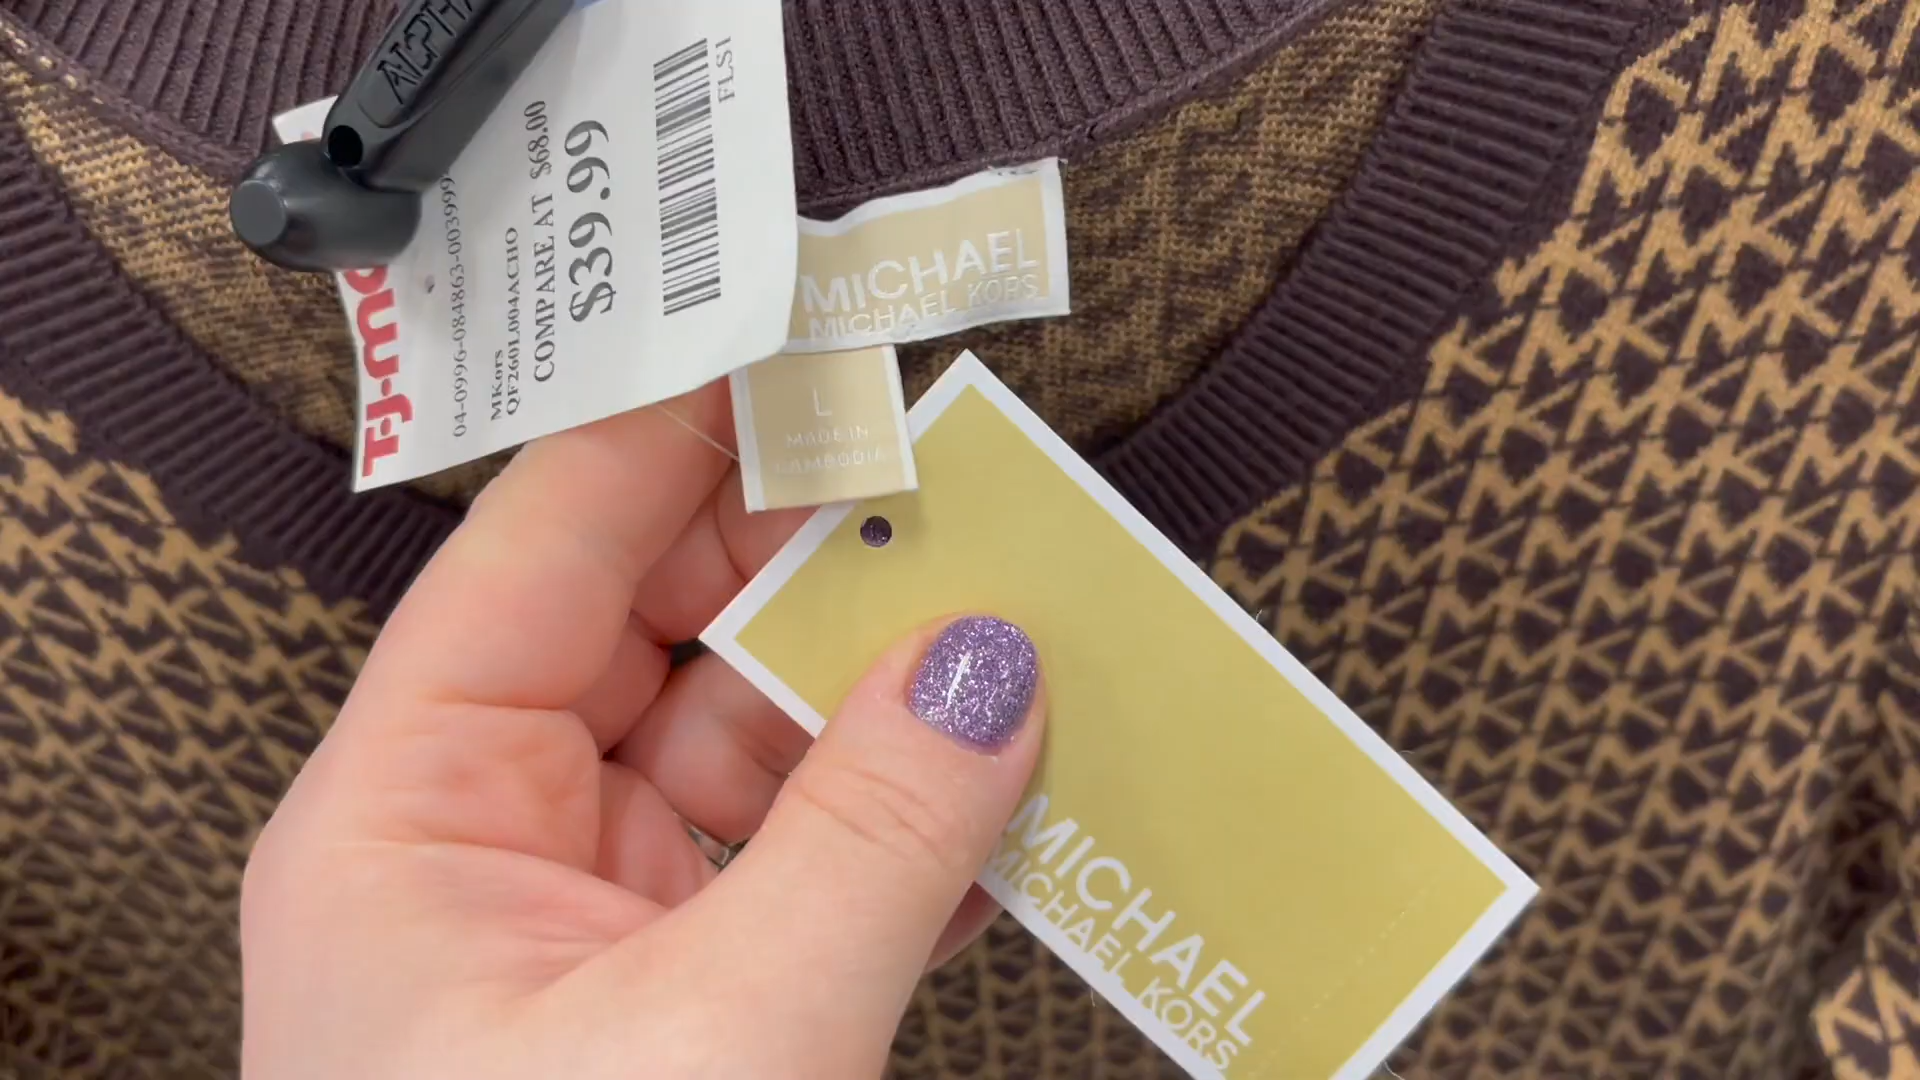 ALPHA
T·J·ma
04-0996-084863-003999
MKors
QF260L004ACHO
COMPARE AT $68.00
$39.99
FLS1
MICHAEL
MICHAEL KORS
L
MADE IN
CAMBODIA
MICHAEL
MICHAEL KORS